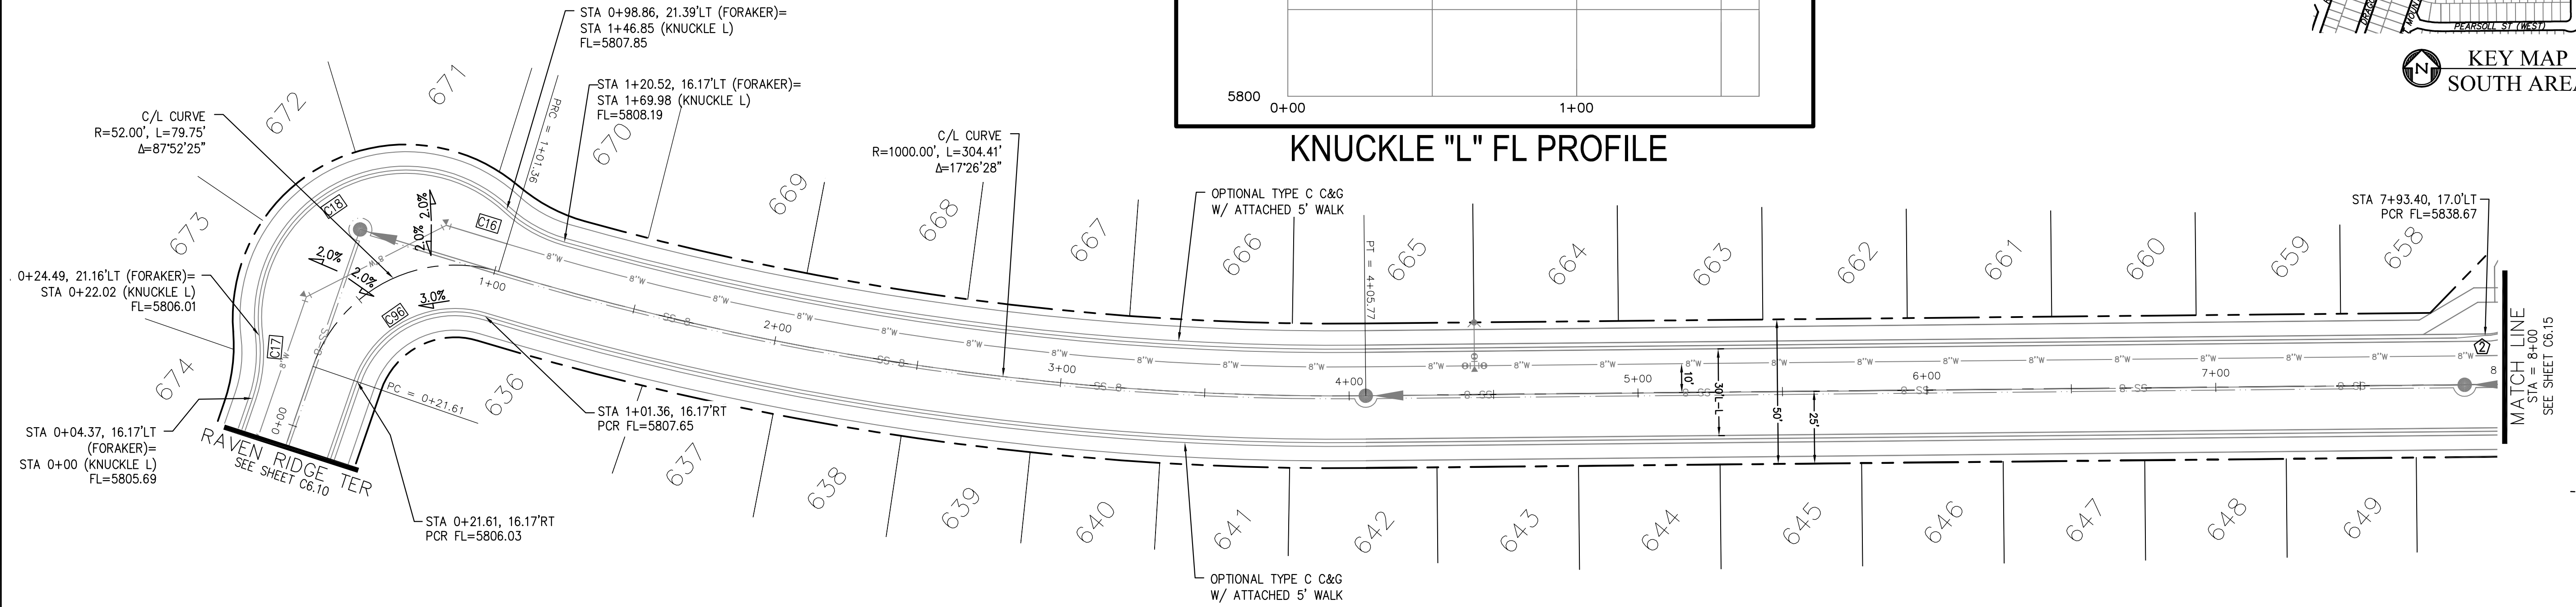 STA 0+98.86, 21.39'LT (FORAKER)=
STA 1+46.85 (KNUCKLE L)
FL=5807.85
STA 1+20.52, 16.17'LT (FORAKER)=
STA 1+69.98 (KNUCKLE L)
FL=5808.19
C/L CURVE
R=52.00', L=79.75'
Δ=87°52'25"
C/L CURVE
R=1000.00', L=304.41'
Δ=17°26'28"
5800
0+00
1+00
KNUCKLE "L" FL PROFILE
PEARSOLL ST (WEST)
N
KEY MAP
SOUTH AREA
OPTIONAL TYPE C C&G
W/ ATTACHED 5' WALK
STA 7+93.40, 17.0'LT
PCR FL=5838.67
0+24.49, 21.16'LT (FORAKER)=
STA 0+22.02 (KNUCKLE L)
FL=5806.01
STA 0+04.37, 16.17'LT
(FORAKER)=
STA 0+00 (KNUCKLE L)
FL=5805.69
RAVEN RIDGE TER
SEE SHEET C6.10
STA 0+21.61, 16.17'RT
PCR FL=5806.03
STA 1+01.36, 16.17'RT
PCR FL=5807.65
OPTIONAL TYPE C C&G
W/ ATTACHED 5' WALK
PRC = 1+01.36
PC = 0+21.61
PT = 4+05.77
C18
C16
C17
C96
2.0%
2.0%
2.0%
2.0%
3.0%
0+00
1+00
2+00
3+00
4+00
5+00
6+00
7+00
8
674
673
672
671
670
669
668
667
666
665
664
663
662
661
660
659
658
636
637
638
639
640
641
642
643
644
645
646
647
648
649
10'
30'L-L
50'
25'
2
8"W
SS 8
MATCH LINE
STA = 8+00
SEE SHEET C6.15